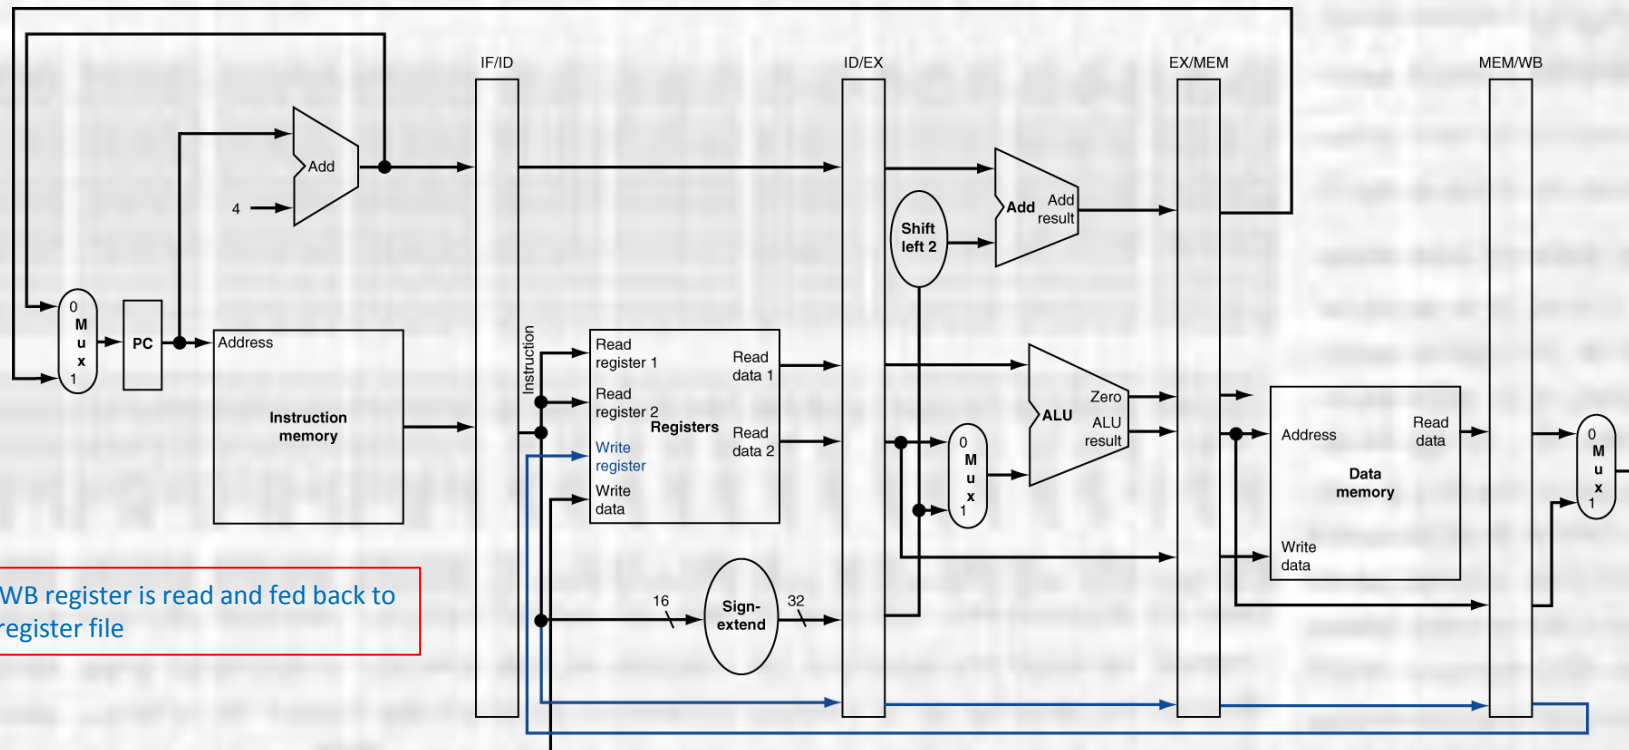 IF/ID
ID/EX
EX/MEM
MEM/WB
Add
4
Add
Add
result
Shift
left 2
0
M
u
x
1
PC
Address
Instruction
memory
Instruction
Read
register 1
Read
register 2
Write
register
Write
data
Registers
Read
data 1
Read
data 2
0
M
u
x
1
Zero
ALU
ALU
result
Address
Read
data
Data
memory
Write
data
0
M
u
x
1
16
Sign-
extend
32
WB register is read and fed back to
register file